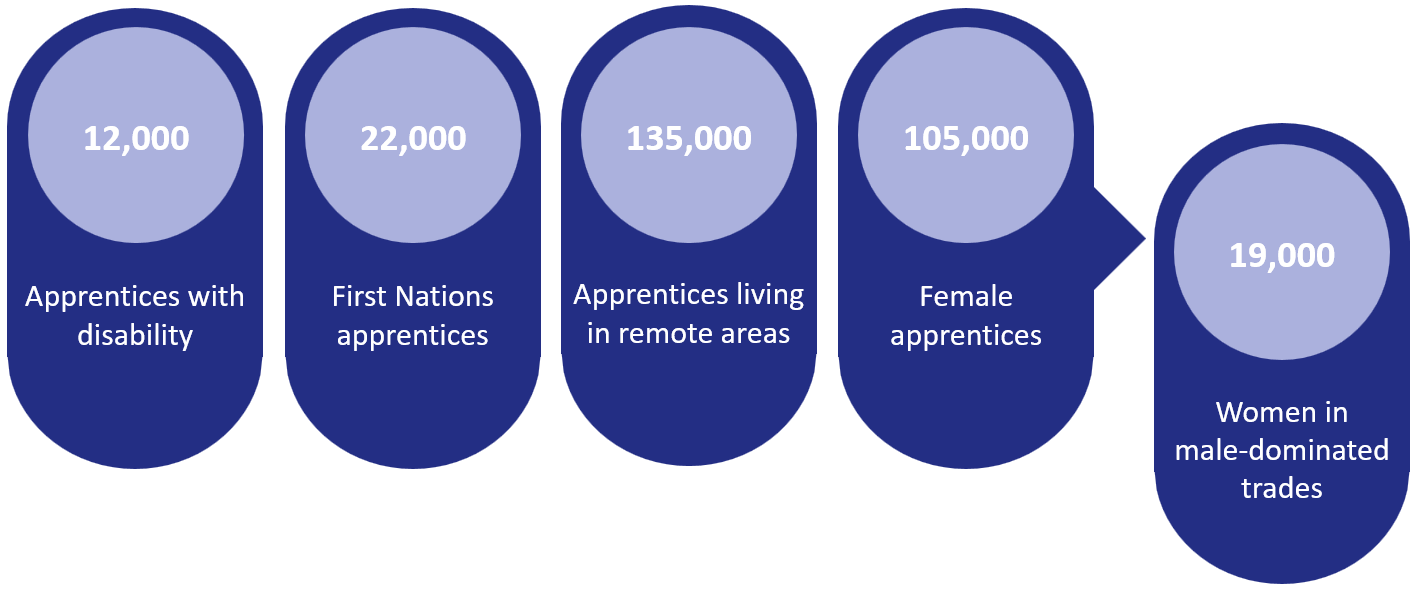 12,000
Apprentices with
disability
22,000
First Nations
apprentices
135,000
Apprentices living
in remote areas
105,000
Female
apprentices
19,000
Women in
male-dominated
trades